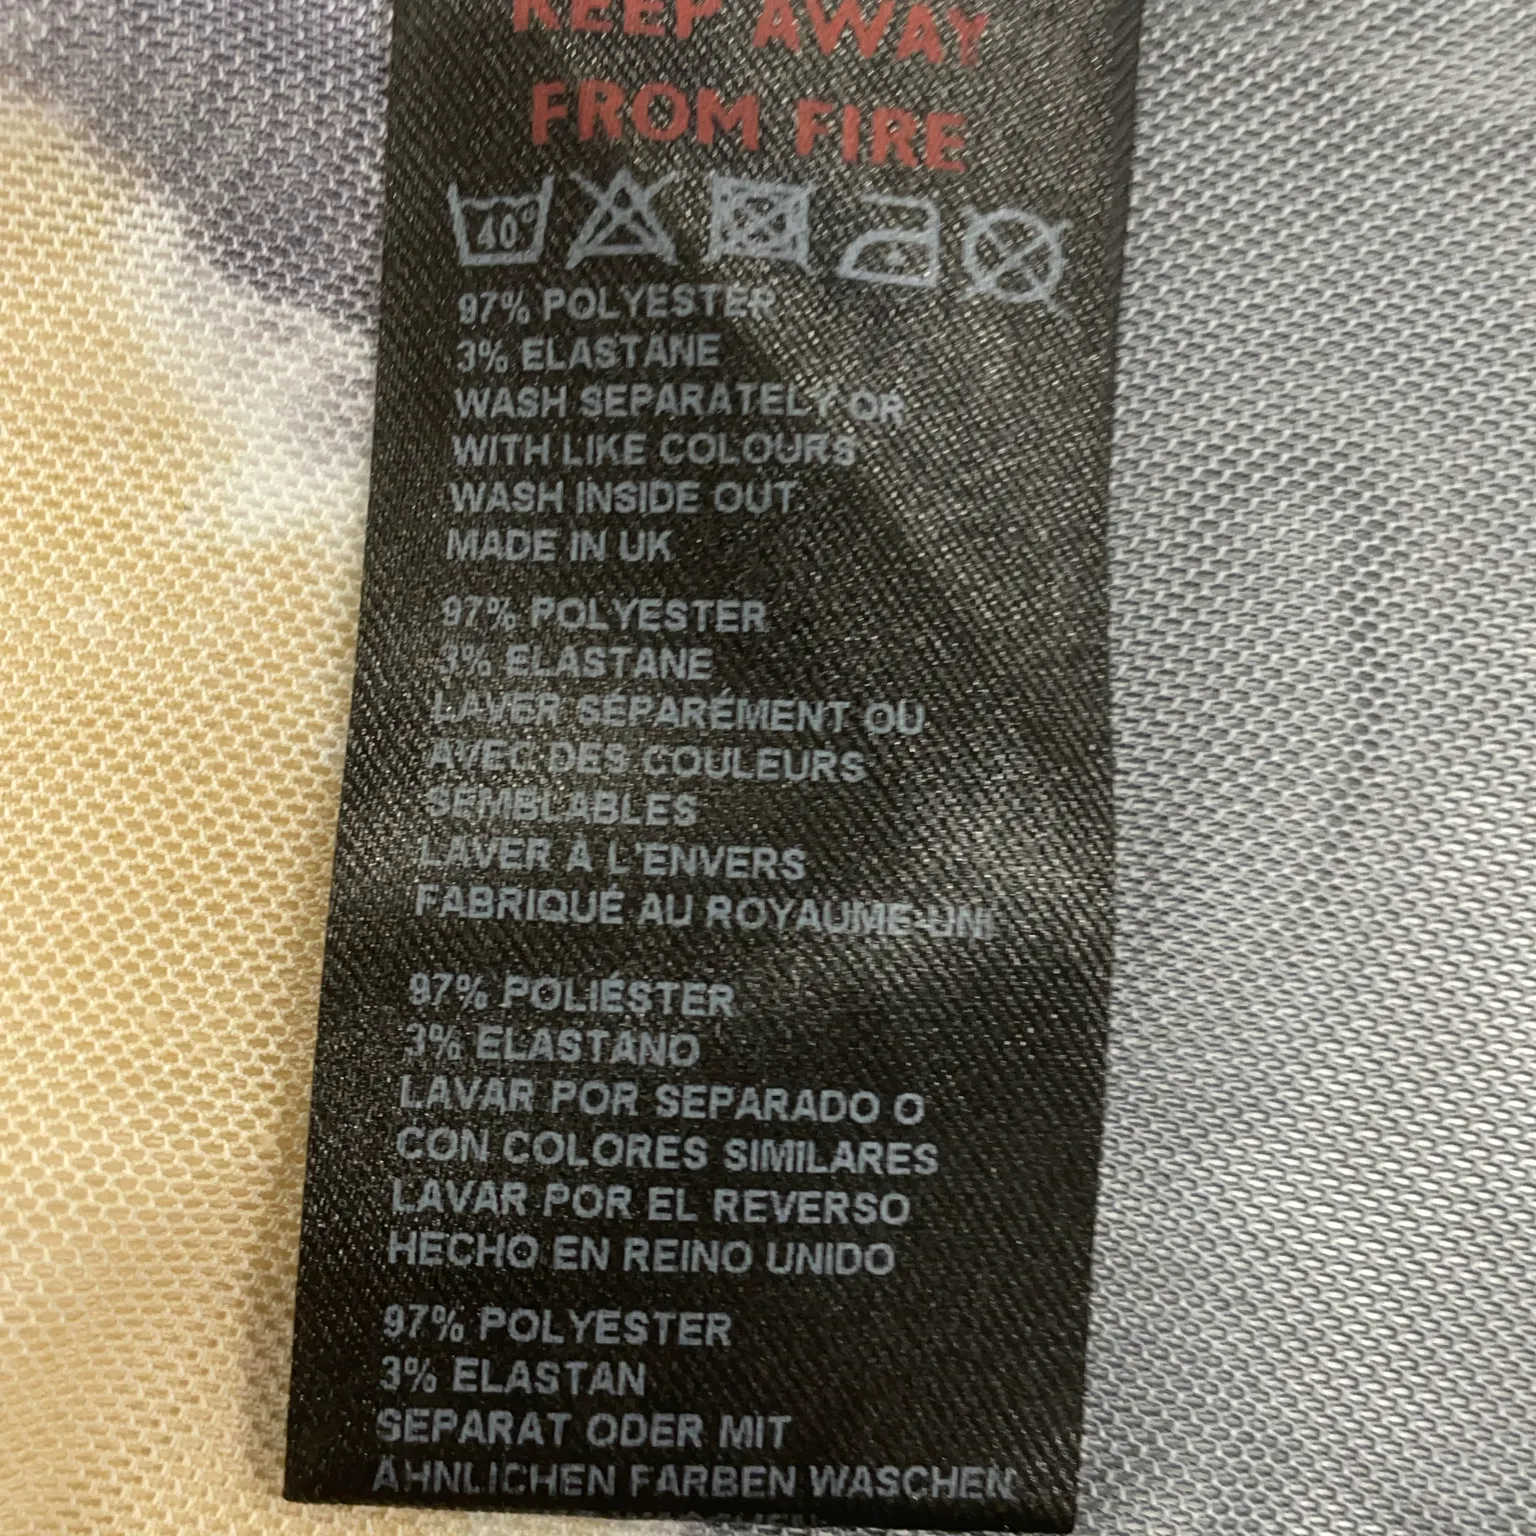 KEEP AWAY
FROM FIRE
40°
97% POLYESTER
3% ELASTANE
WASH SEPARATELY OR
WITH LIKE COLOURS
WASH INSIDE OUT
MADE IN UK
97% POLYESTER
3% ELASTANE
LAVER SÉPARÉMENT OU
AVEC DES COULEURS
SEMBLABLES
LAVER À L'ENVERS
FABRIQUÉ AU ROYAUME-UNI
97% POLIÉSTER
3% ELASTANO
LAVAR POR SEPARADO O
CON COLORES SIMILARES
LAVAR POR EL REVERSO
HECHO EN REINO UNIDO
97% POLYESTER
3% ELASTAN
SEPARAT ODER MIT
ÄHNLICHEN FARBEN WASCHEN